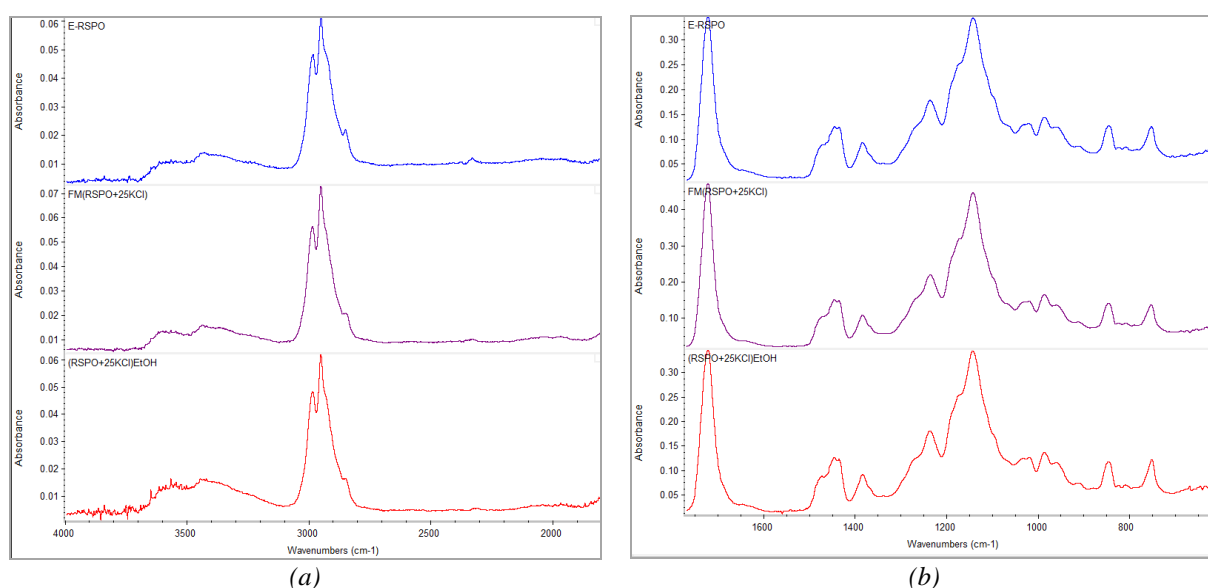 E-RSPO
Absorbance
0.06
0.05
0.04
0.03
0.02
0.01
FM(RSPO+25KCl)
Absorbance
0.07
0.06
0.05
0.04
0.03
0.02
0.01
(RSPO+25KCl)EtOH
Absorbance
0.06
0.05
0.04
0.03
0.02
0.01
4000 3500 3000 2500 2000
Wavenumbers (cm-1)
(a)
E-RSPO
Absorbance
0.30
0.25
0.20
0.15
0.10
0.05
FM(RSPO+25KCl)
Absorbance
0.40
0.30
0.20
0.10
(RSPO+25KCl)EtOH
Absorbance
0.30
0.25
0.20
0.15
0.10
0.05
1600 1400 1200 1000 800
Wavenumbers (cm-1)
(b)